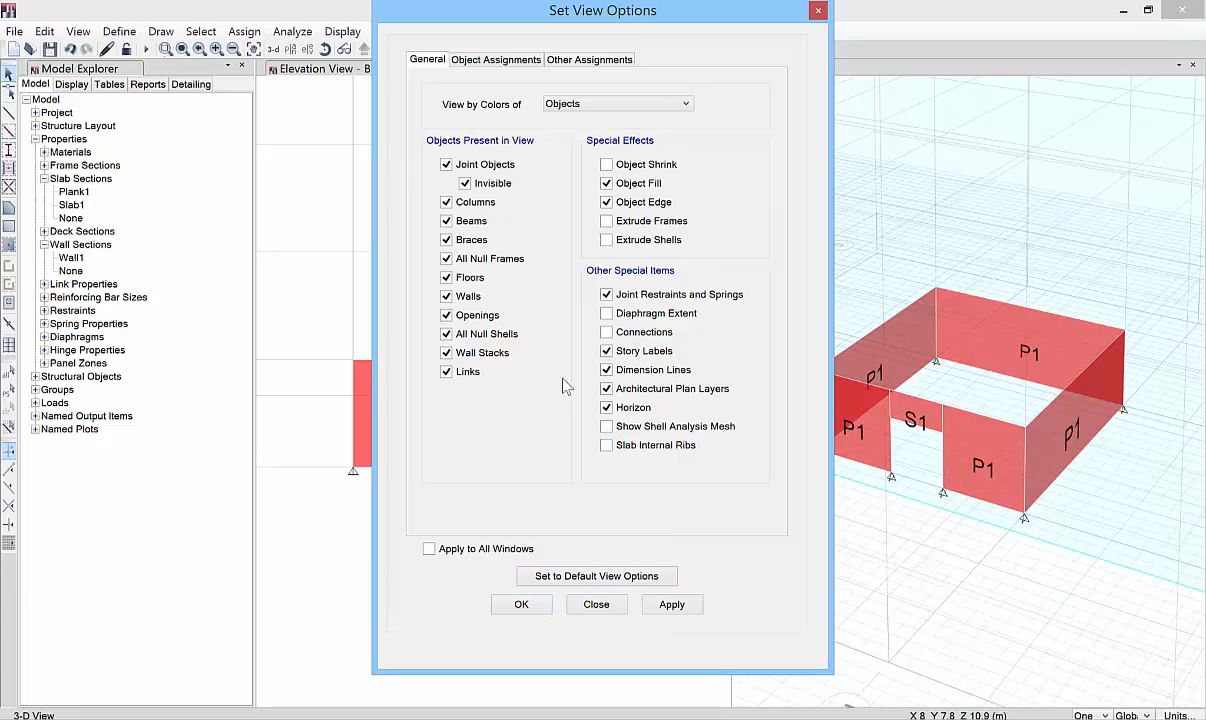 Set View Options
File Edit View Define Draw Select Assign Analyze Display
3-d
Model Explorer
Elevation View - B
Model Display Tables Reports Detailing
Model
Project
Structure Layout
Properties
Materials
Frame Sections
Slab Sections
Plank1
Slab1
None
Deck Sections
Wall Sections
Wall1
None
Link Properties
Reinforcing Bar Sizes
Restraints
Spring Properties
Diaphragms
Hinge Properties
Panel Zones
Structural Objects
Groups
Loads
Named Output Items
Named Plots
General Object Assignments Other Assignments
View by Colors of Objects
Objects Present in View
Joint Objects
Invisible
Columns
Beams
Braces
All Null Frames
Floors
Walls
Openings
All Null Shells
Wall Stacks
Links
Special Effects
Object Shrink
Object Fill
Object Edge
Extrude Frames
Extrude Shells
Other Special Items
Joint Restraints and Springs
Diaphragm Extent
Connections
Story Labels
Dimension Lines
Architectural Plan Layers
Horizon
Show Shell Analysis Mesh
Slab Internal Ribs
Apply to All Windows
Set to Default View Options
OK Close Apply
P1
P1
P1
S1
P1
P1
3-D View
X 8 Y 7.8 Z 10.9 (m)
One
Glob
Units...